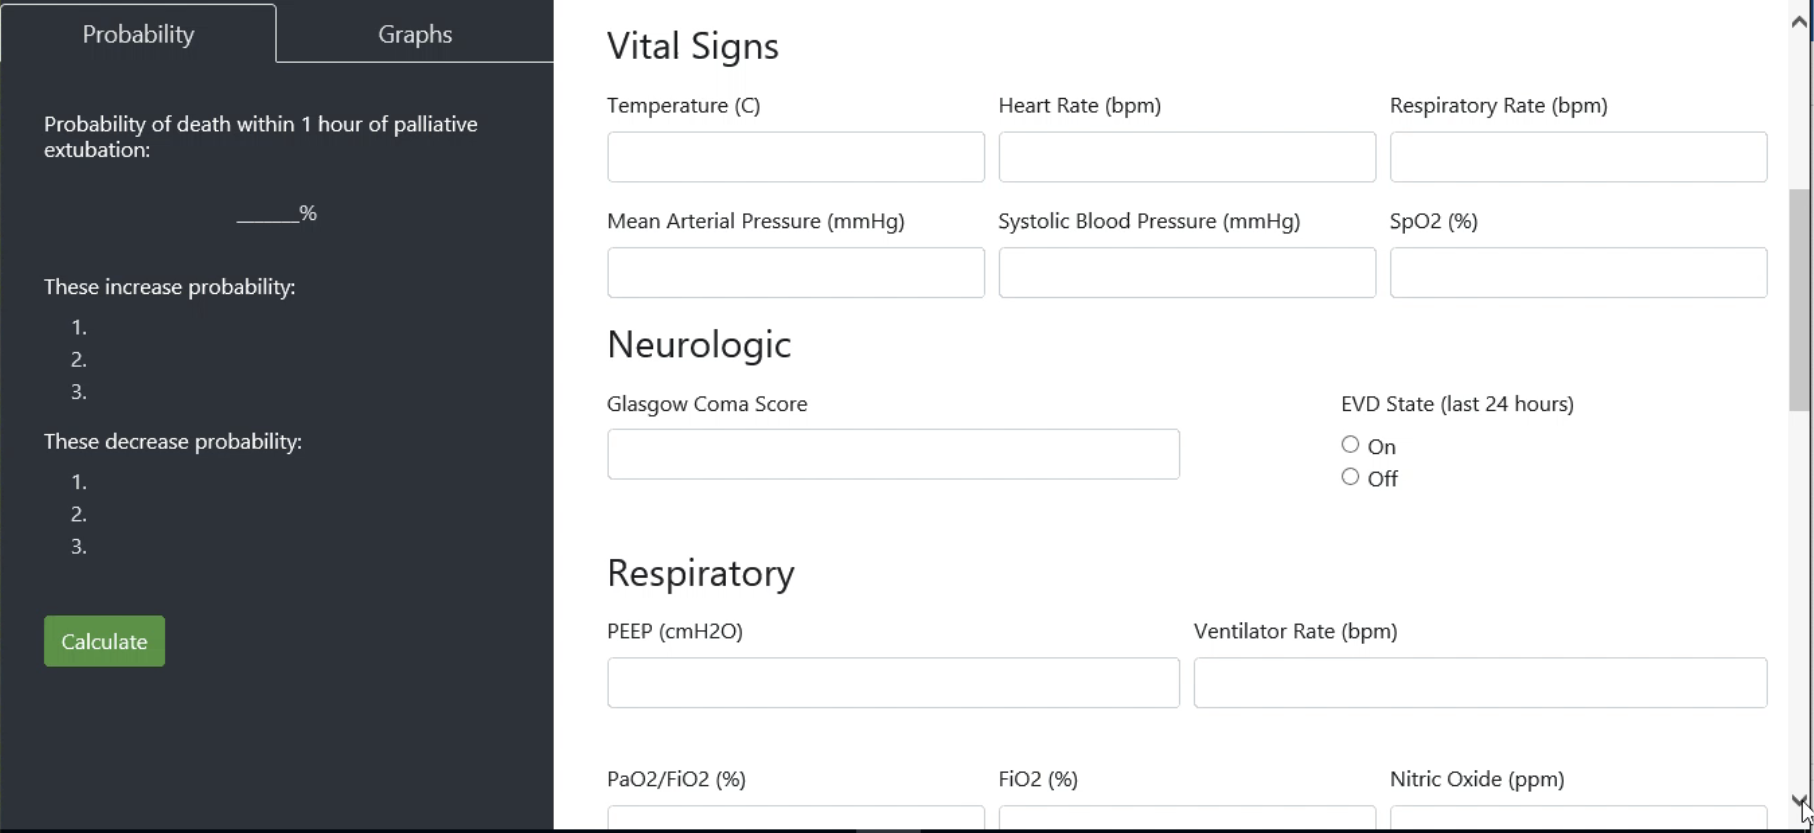 Probability
Graphs
Probability of death within 1 hour of palliative
extubation:
______%
These increase probability:
1.
2.
3.
These decrease probability:
1.
2.
3.
Calculate
Vital Signs
Temperature (C) Heart Rate (bpm) Respiratory Rate (bpm)
Mean Arterial Pressure (mmHg) Systolic Blood Pressure (mmHg) SpO2 (%)
Neurologic
Glasgow Coma Score EVD State (last 24 hours)
On
Off
Respiratory
PEEP (cmH2O) Ventilator Rate (bpm)
PaO2/FiO2 (%) FiO2 (%) Nitric Oxide (ppm)